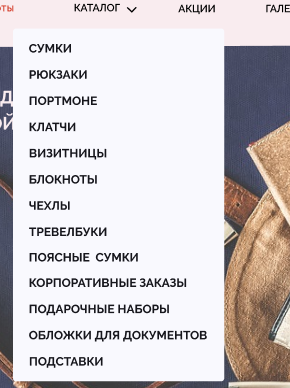 КАТАЛОГ АКЦИИ
СУМКИ
РЮКЗАКИ
ПОРТМОНЕ
КЛАТЧИ
ВИЗИТНИЦЫ
БЛОКНОТЫ
ЧЕХЛЫ
ТРЕВЕЛБУКИ
ПОЯСНЫЕ СУМКИ
КОРПОРАТИВНЫЕ ЗАКАЗЫ
ПОДАРОЧНЫЕ НАБОРЫ
ОБЛОЖКИ ДЛЯ ДОКУМЕНТОВ
ПОДСТАВКИ